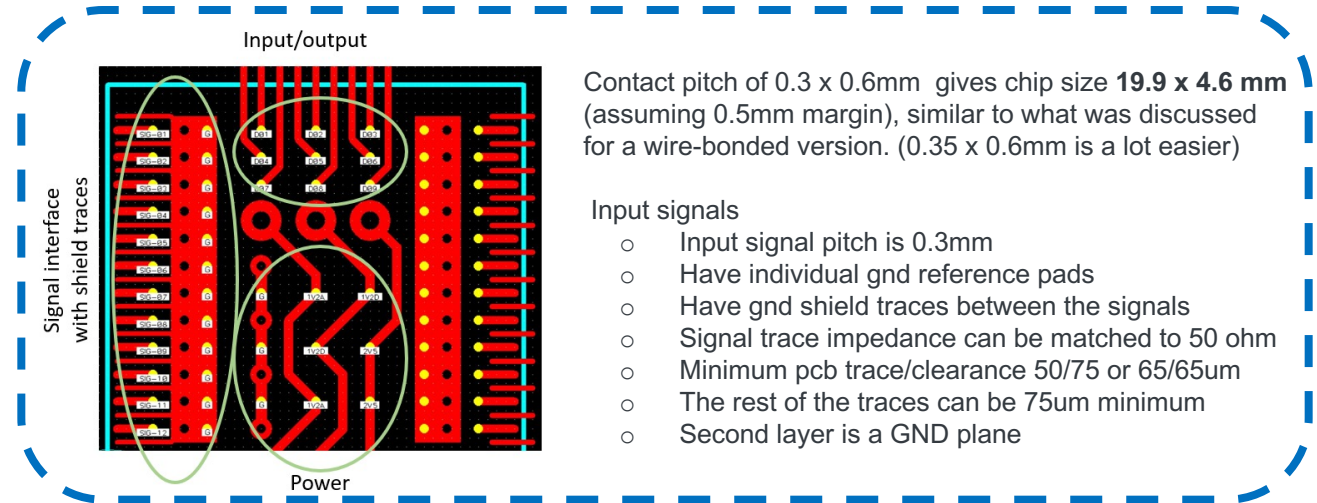 Input/output
Signal interface
with shield traces
SIG-01 G D01 D02 D03
SIG-02 G D04 D05 D06
SIG-03 G D07 D08 D09
SIG-04 G
SIG-05 G
SIG-06 G
SIG-07 G G 1V2A 1V2D
SIG-08 G
SIG-09 G G 1V2D 2V5
SIG-10 G
SIG-11 G G 1V2A 2V5
SIG-12 G
Power
Contact pitch of 0.3 x 0.6mm gives chip size 19.9 x 4.6 mm
(assuming 0.5mm margin), similar to what was discussed
for a wire-bonded version. (0.35 x 0.6mm is a lot easier)
Input signals
o Input signal pitch is 0.3mm
o Have individual gnd reference pads
o Have gnd shield traces between the signals
o Signal trace impedance can be matched to 50 ohm
o Minimum pcb trace/clearance 50/75 or 65/65um
o The rest of the traces can be 75um minimum
o Second layer is a GND plane